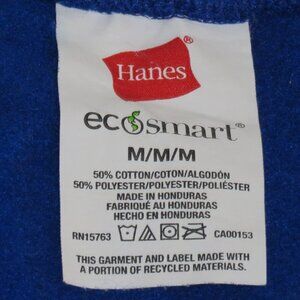 Hanes®
ecosmart®
M/M/M
50% COTTON/COTON/ALGODÓN
50% POLYESTER/POLYESTER/POLIÉSTER
MADE IN HONDURAS
FABRIQUÉ AU HONDURAS
HECHO EN HONDURAS
RN15763 CA00153
THIS GARMENT AND LABEL MADE WITH
A PORTION OF RECYCLED MATERIALS.